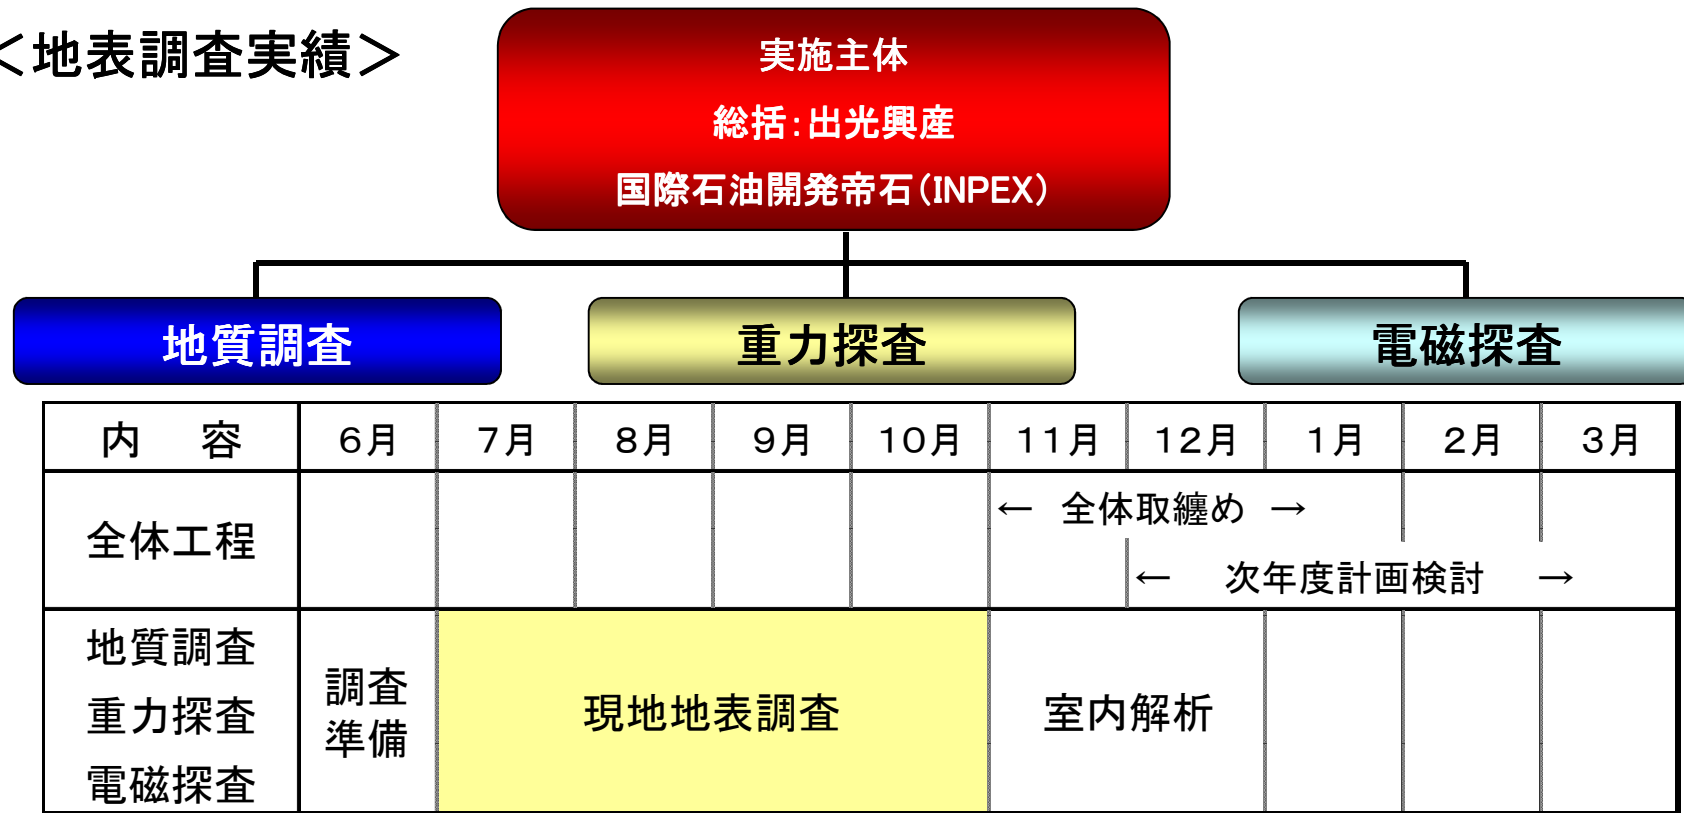 ＜地表調査実績＞
実施主体
総括：出光興産
国際石油開発帝石（INPEX）
地質調査
重力探査
電磁探査
内　容 6月 7月 8月 9月 10月 11月 12月 1月 2月 3月
全体工程
← 全体取纏め →
← 次年度計画検討 →
地質調査
重力探査
電磁探査
調査
準備
現地地表調査
室内解析